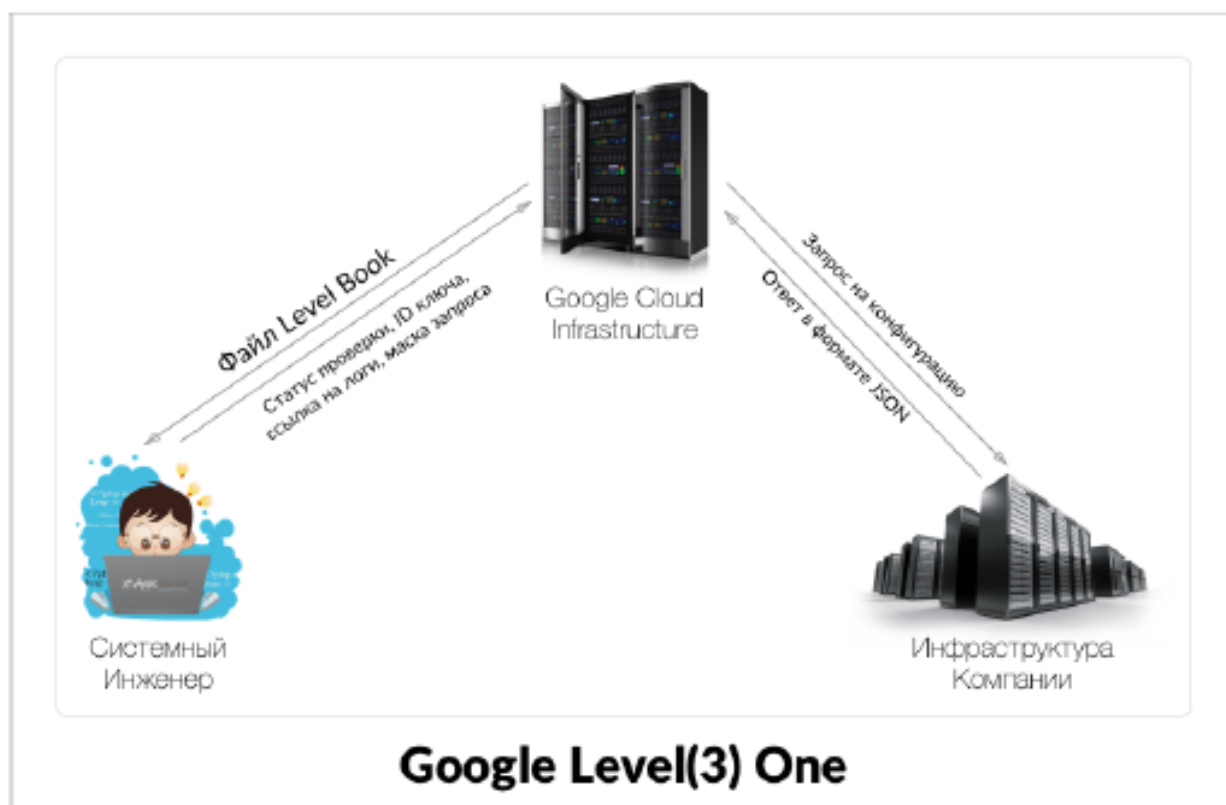 Файл Level Book
Статус проверки, ID ключа,
ссылка на логи, маска запроса
Google Cloud
Infrastructure
Запрос на конфигурацию
Ответ в формате JSON
Системный
Инженер
Инфраструктура
Компании
Google Level(3) One